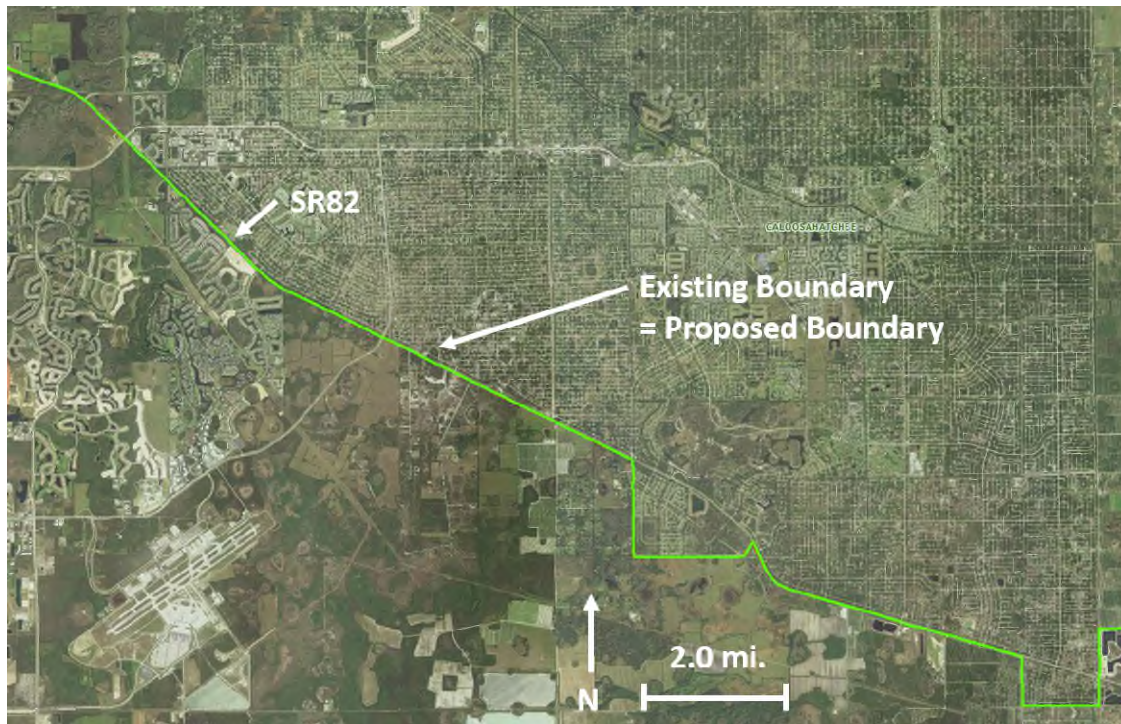 SR82
CALOOSAHATCHEE
Existing Boundary
= Proposed Boundary
2.0 mi.
N